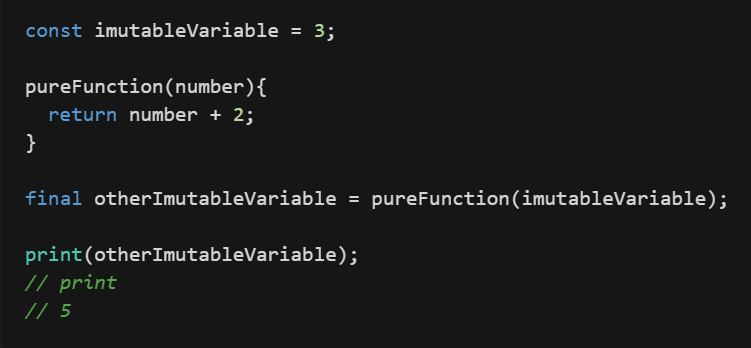 const imutableVariable = 3;
pureFunction(number){
return number + 2;
}
final otherImutableVariable = pureFunction(imutableVariable);
print(otherImutableVariable);
// print
// 5